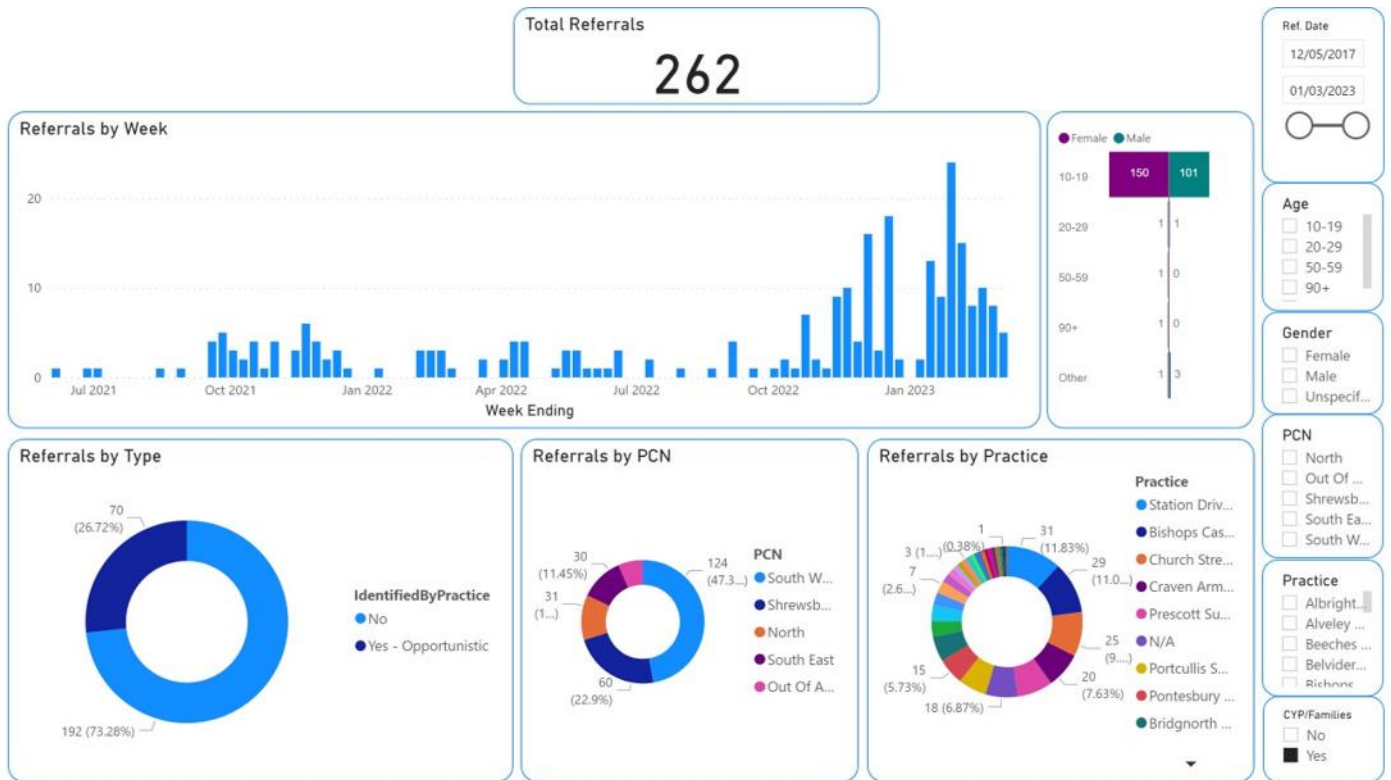 Total Referrals
262
Referrals by Week
20
10
0
Jul 2021
Oct 2021
Jan 2022
Apr 2022
Jul 2022
Oct 2022
Jan 2023
Week Ending
Female Male
10-19
150
101
20-29
1
1
50-59
1
0
90+
1
0
Other
1
3
Ref. Date
12/05/2017
01/03/2023
Age
10-19
20-29
50-59
90+
Gender
Female
Male
Unspecif...
PCN
North
Out Of ...
Shrewsb...
South Ea...
South W...
Practice
Albright...
Alveley ...
Beeches ...
Belvider...
Bishops
CYP/Families
No
Yes
Referrals by Type
70
(26.72%)
192 (73.28%)
IdentifiedByPractice
No
Yes - Opportunistic
Referrals by PCN
30
(11.45%)
31
(1...)
60
(22.9%)
124
(47.3...)
PCN
South W...
Shrewsb...
North
South East
Out Of A...
Referrals by Practice
1
(0.38%)
3 (1....)
7
(2.6...)
15
(5.73%)
18 (6.87%)
20
(7.63%)
25
(9....)
29
(11.0...)
31
(11.83%)
Practice
Station Driv...
Bishops Cas...
Church Stre...
Craven Arm...
Prescott Su...
N/A
Portcullis S...
Pontesbury ...
Bridgnorth ...